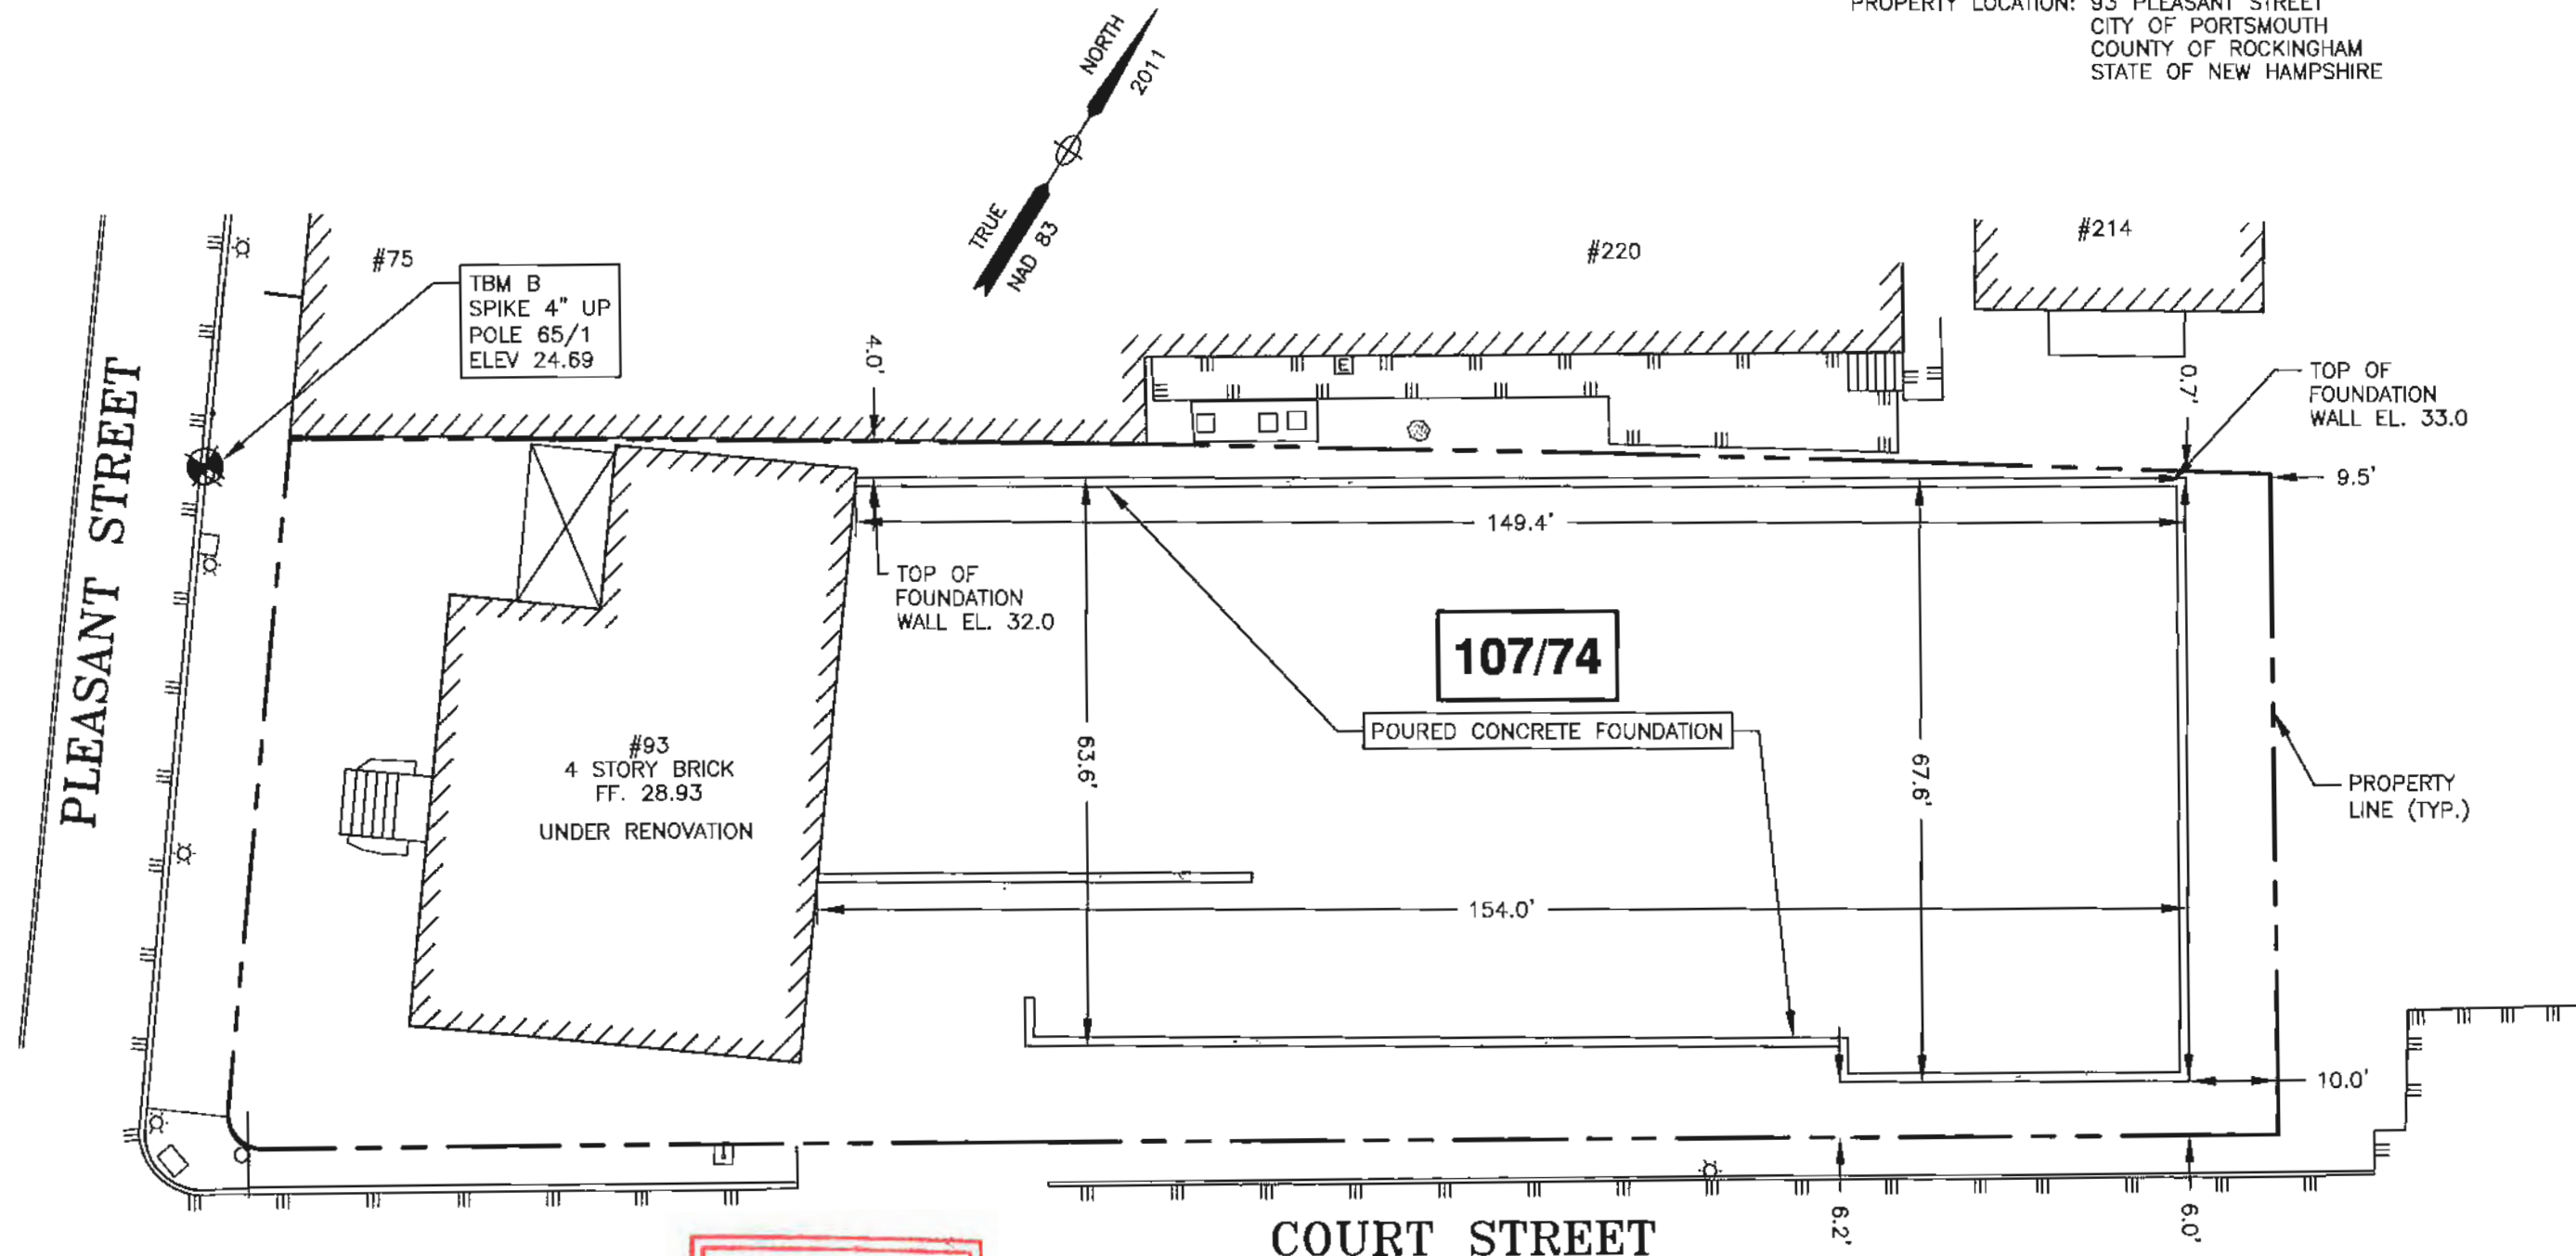 PROPERTY LOCATION: 93 PLEASANT STREET
CITY OF PORTSMOUTH
COUNTY OF ROCKINGHAM
STATE OF NEW HAMPSHIRE
NORTH
2011
TRUE
NAD 83
#75
TBM B
SPIKE 4" UP
POLE 65/1
ELEV 24.69
#220
#214
4.0'
0.7'
TOP OF
FOUNDATION
WALL EL. 33.0
9.5'
149.4'
TOP OF
FOUNDATION
WALL EL. 32.0
107/74
POURED CONCRETE FOUNDATION
PLEASANT STREET
#93
4 STORY BRICK
FF. 28.93
UNDER RENOVATION
63.6'
67.6'
PROPERTY
LINE (TYP.)
154.0'
10.0'
E
6.2'
6.0'
COURT STREET